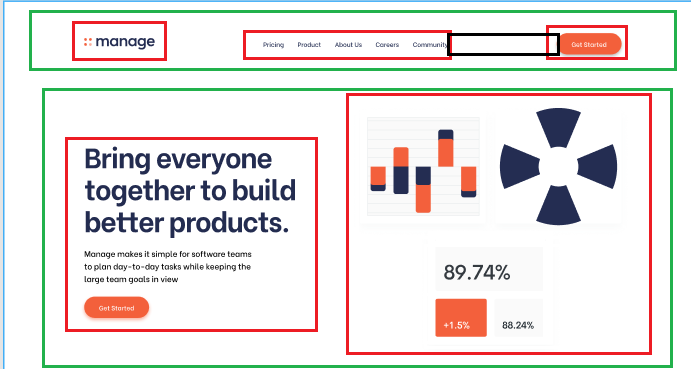 manage
Pricing Product About Us Careers Community
Get Started
Bring everyone
together to build
better products.
Manage makes it simple for software teams
to plan day-to-day tasks while keeping the
large team goals in view
Get Started
89.74%
+1.5%
88.24%